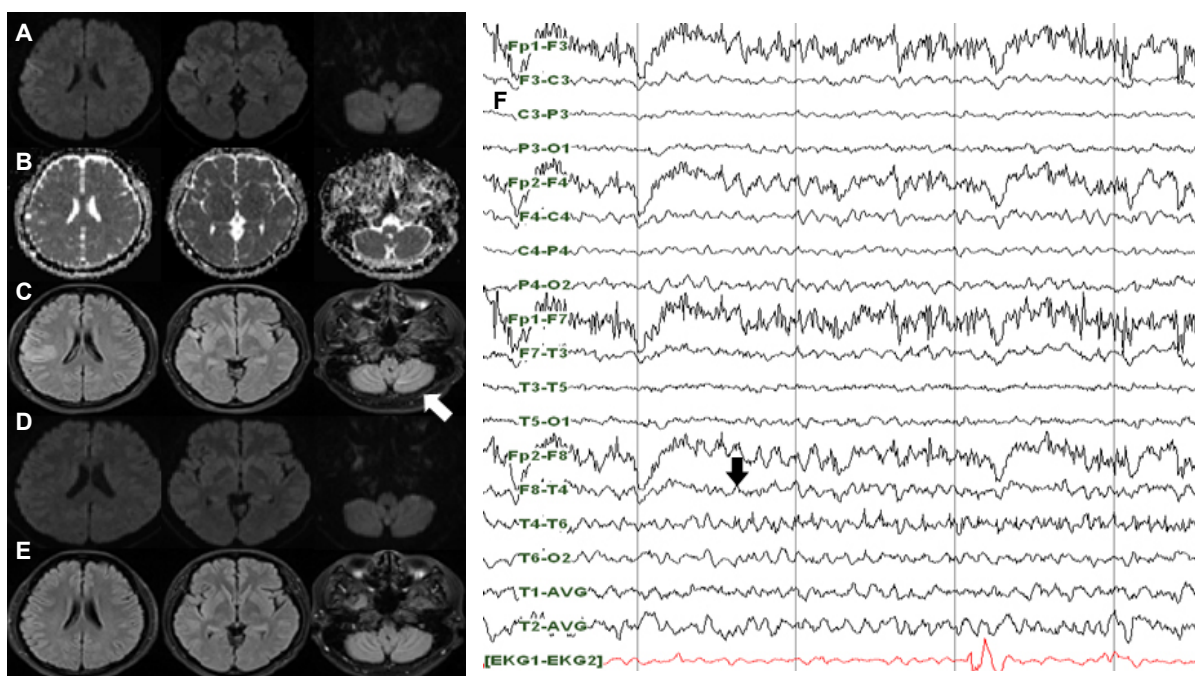 A
B
C
D
E
F
Fp1-F3
F3-C3
C3-P3
P3-O1
Fp2-F4
F4-C4
C4-P4
P4-O2
Fp1-F7
F7-T3
T3-T5
T5-O1
Fp2-F8
F8-T4
T4-T6
T6-O2
T1-AVG
T2-AVG
[EKG1-EKG2]